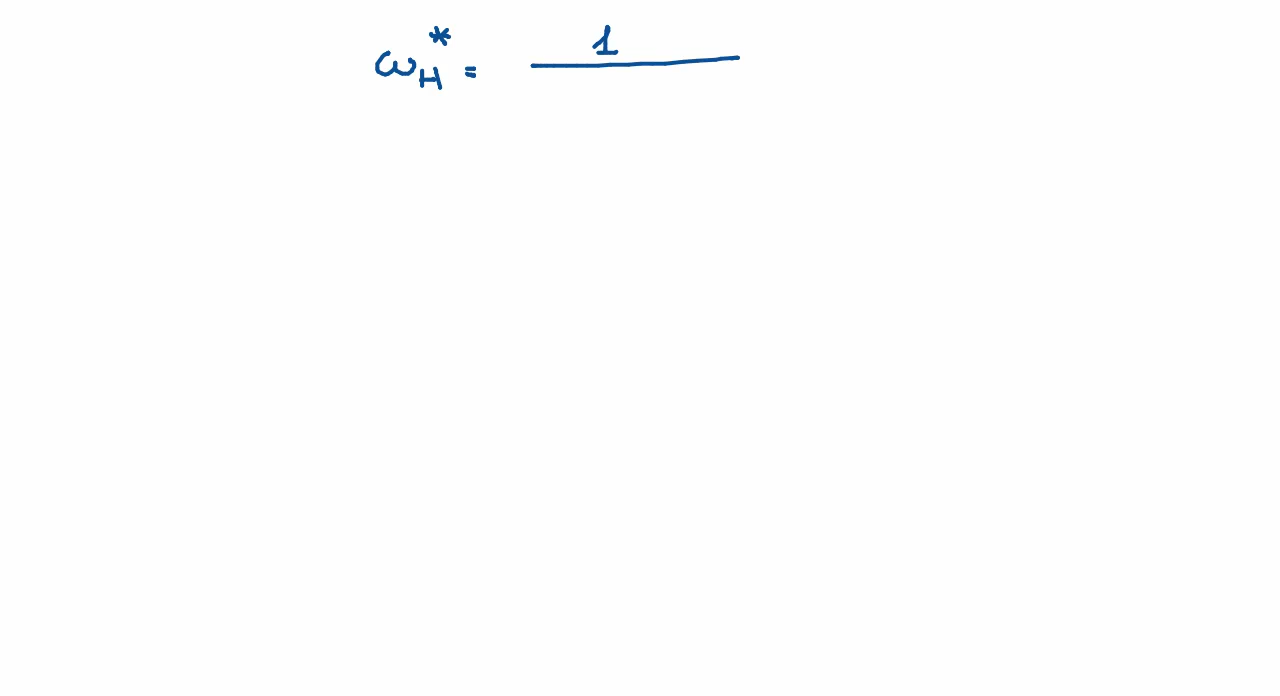 ω_H^* = 1/